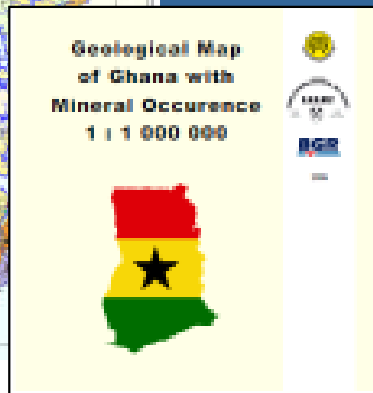 Geological Map
of Ghana with
Mineral Occurence
1 : 1 000 000
BGR